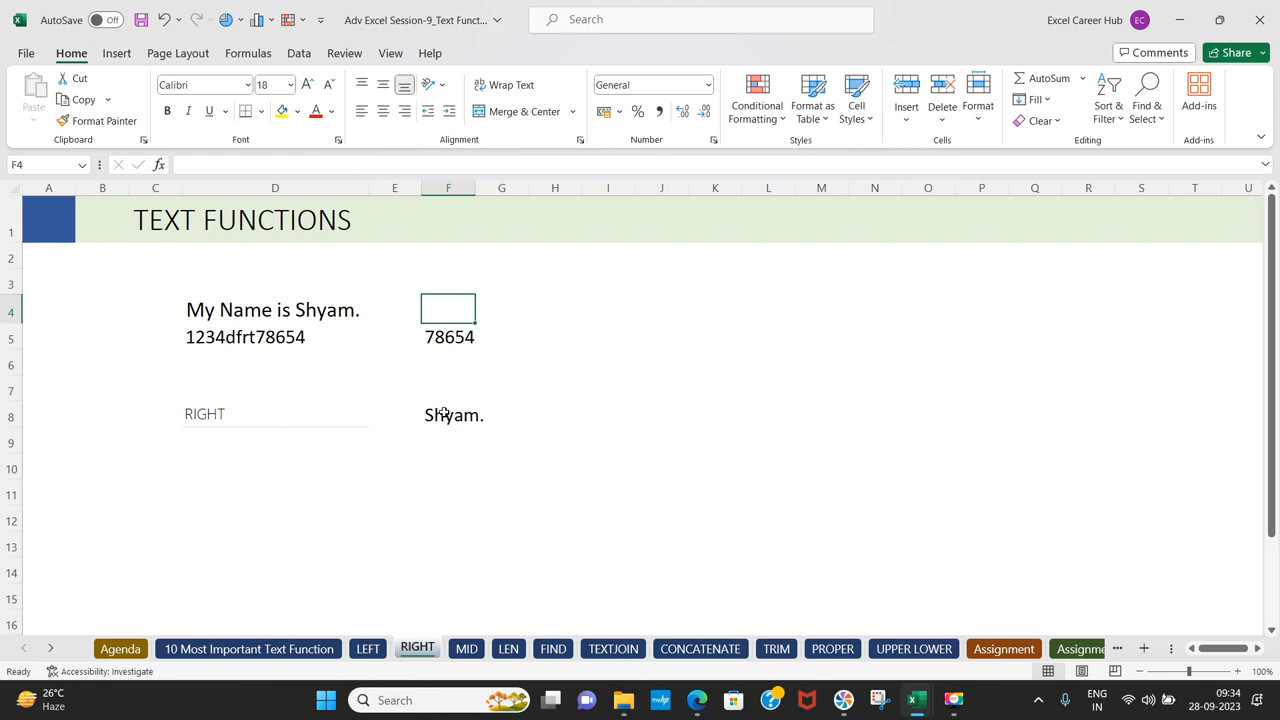 AutoSave Off Adv Excel Session-9_Text Funct... Search Excel Career Hub EC
File Home Insert Page Layout Formulas Data Review View Help Comments Share
Paste Cut Copy Format Painter Clipboard
Calibri 18 B I U A Font
Wrap Text Merge & Center Alignment
General % Number
Conditional Formatting Format as Table Cell Styles Styles
Insert Delete Format Cells
AutoSum Fill Clear Sort & Filter Find & Select Editing
Add-ins Add-ins
F4 fx
A B C D E F G H I J K L M N O P Q R S T U
1 TEXT FUNCTIONS
2
3
4 My Name is Shyam.
5 1234dfrt78654 78654
6
7
8 RIGHT Shyam.
9
10
11
12
13
14
15
16
Agenda 10 Most Important Text Function LEFT RIGHT MID LEN FIND TEXTJOIN CONCATENATE TRIM PROPER UPPER LOWER Assignment Assignme
Ready Accessibility: Investigate 100%
26°C Haze Search ENG IN 09:34 28-09-2023